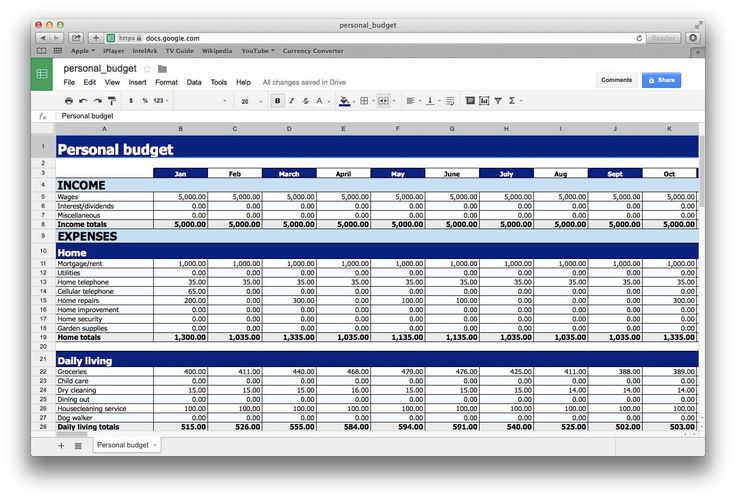 personal_budget
https docs.google.com Reader
Apple iPlayer IntelArk TV Guide Wikipedia YouTube Currency Converter
personal_budget
File Edit View Insert Format Data Tools Help All changes saved in Drive Comments Share
$ % 123 20 B I S A Σ
fx Personal budget
A B C D E F G H I J K
1 Personal budget
2
3 Jan Feb March April May June July Aug Sept Oct
4 INCOME
5 Wages 5,000.00 5,000.00 5,000.00 5,000.00 5,000.00 5,000.00 5,000.00 5,000.00 5,000.00 5,000.00
6 Interest/dividends 0.00 0.00 0.00 0.00 0.00 0.00 0.00 0.00 0.00 0.00
7 Miscellaneous 0.00 0.00 0.00 0.00 0.00 0.00 0.00 0.00 0.00 0.00
8 Income totals 5,000.00 5,000.00 5,000.00 5,000.00 5,000.00 5,000.00 5,000.00 5,000.00 5,000.00 5,000.00
9 EXPENSES
10 Home
11 Mortgage/rent 1,000.00 1,000.00 1,000.00 1,000.00 1,000.00 1,000.00 1,000.00 1,000.00 1,000.00 1,000.00
12 Utilities 0.00 0.00 0.00 0.00 0.00 0.00 0.00 0.00 0.00 0.00
13 Home telephone 35.00 35.00 35.00 35.00 35.00 35.00 35.00 35.00 35.00 35.00
14 Cellular telephone 65.00 0.00 0.00 0.00 0.00 0.00 0.00 0.00 0.00 0.00
15 Home repairs 200.00 0.00 300.00 0.00 100.00 100.00 0.00 0.00 0.00 300.00
16 Home improvement 0.00 0.00 0.00 0.00 0.00 0.00 0.00 0.00 0.00 0.00
17 Home security 0.00 0.00 0.00 0.00 0.00 0.00 0.00 0.00 0.00 0.00
18 Garden supplies 0.00 0.00 0.00 0.00 0.00 0.00 0.00 0.00 0.00 0.00
19 Home totals 1,300.00 1,035.00 1,335.00 1,035.00 1,135.00 1,135.00 1,035.00 1,035.00 1,035.00 1,335.00
20
21 Daily living
22 Groceries 400.00 411.00 440.00 468.00 479.00 476.00 425.00 411.00 388.00 389.00
23 Child care 0.00 0.00 0.00 0.00 0.00 0.00 0.00 0.00 0.00 0.00
24 Dry cleaning 15.00 15.00 15.00 16.00 15.00 15.00 15.00 14.00 14.00 14.00
25 Dining out 0.00 0.00 0.00 0.00 0.00 0.00 0.00 0.00 0.00 0.00
26 Housecleaning service 100.00 100.00 100.00 100.00 100.00 100.00 100.00 100.00 100.00 100.00
27 Dog walker 0.00 0.00 0.00 0.00 0.00 0.00 0.00 0.00 0.00 0.00
28 Daily living totals 515.00 526.00 555.00 584.00 594.00 591.00 540.00 525.00 502.00 503.00
Personal budget